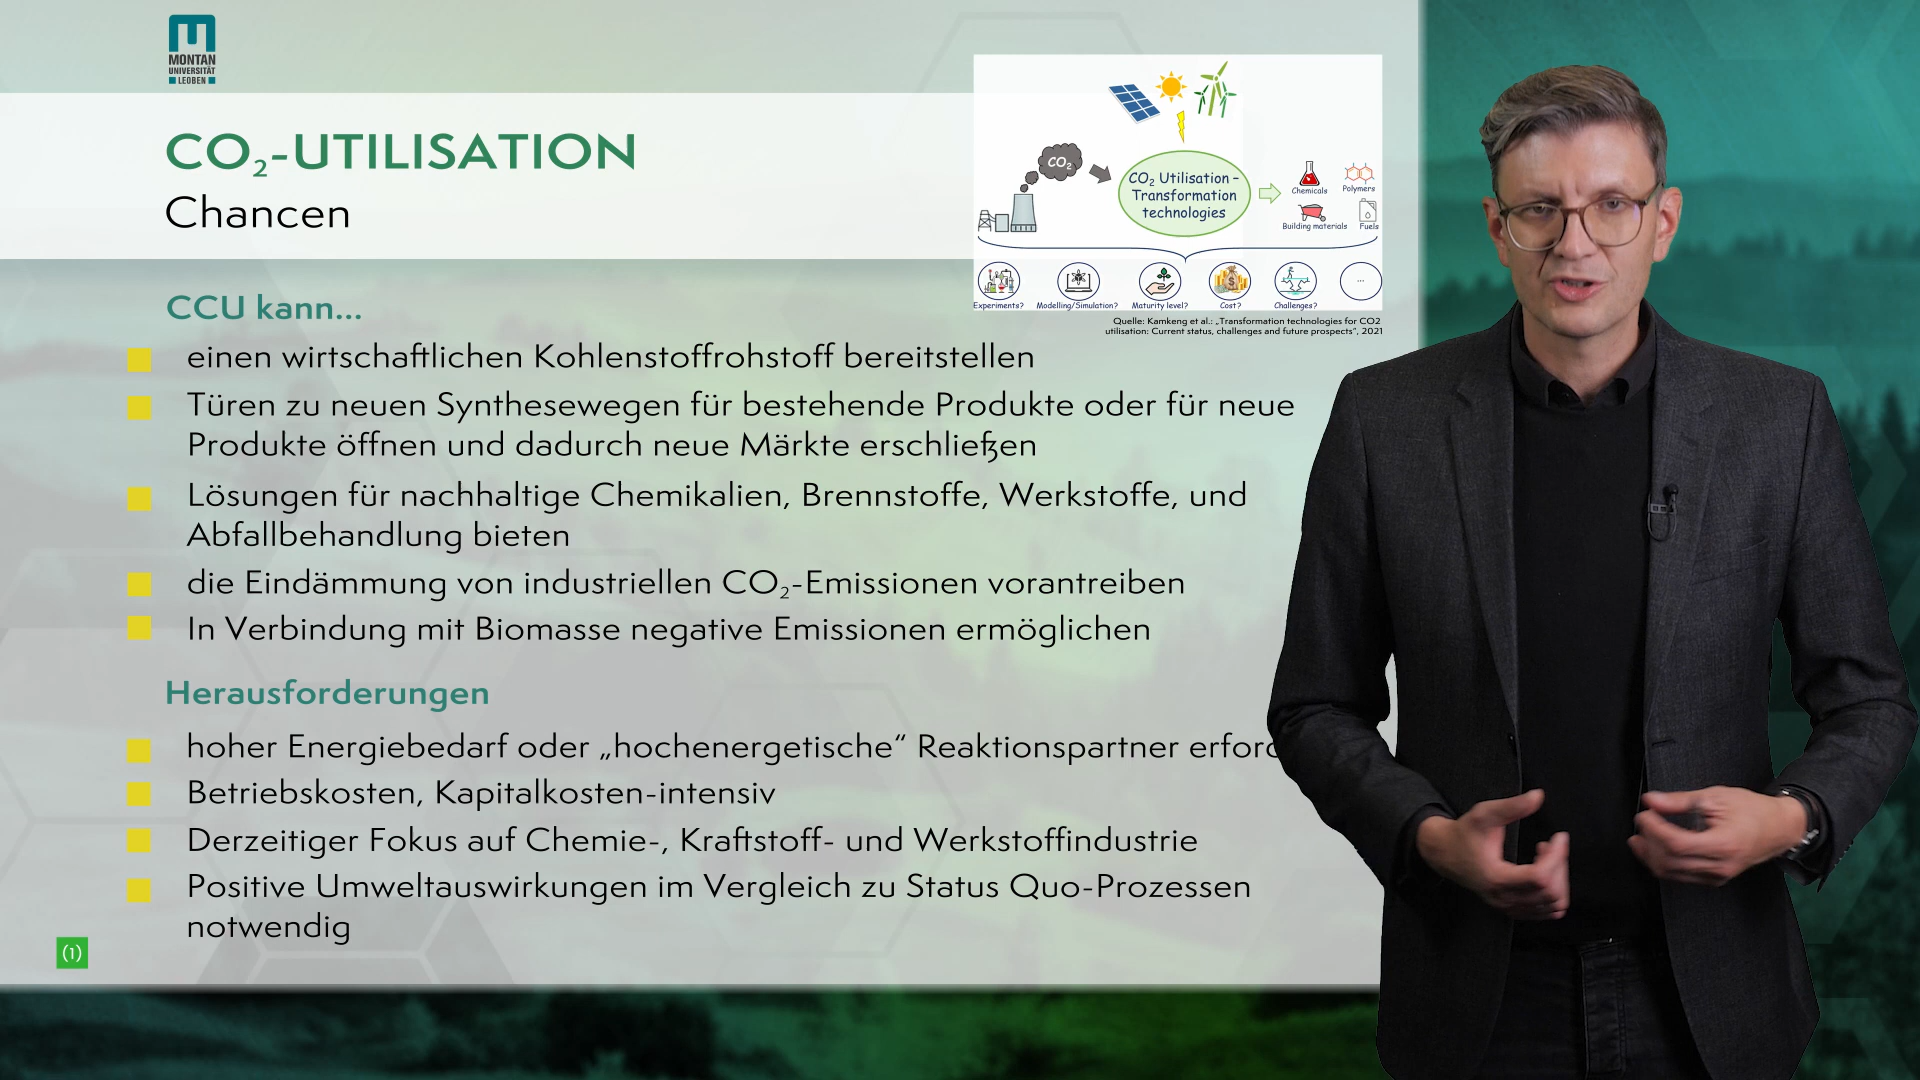 MONTAN
UNIVERSITÄT
LEOBEN
CO₂-UTILISATION
Chancen
CO₂
CO₂ Utilisation –
Transformation
technologies
Chemicals
Polymers
Building materials
Fuels
Experiments?
Modelling/Simulation?
Maturity level?
Cost?
Challenges?
...
Quelle: Kamkeng et al.: „Transformation technologies for CO2
utilisation: Current status, challenges and future prospects“, 2021
CCU kann...
einen wirtschaftlichen Kohlenstoffrohstoff bereitstellen
Türen zu neuen Synthesewegen für bestehende Produkte oder für neue
Produkte öffnen und dadurch neue Märkte erschließen
Lösungen für nachhaltige Chemikalien, Brennstoffe, Werkstoffe, und
Abfallbehandlung bieten
die Eindämmung von industriellen CO₂-Emissionen vorantreiben
In Verbindung mit Biomasse negative Emissionen ermöglichen
Herausforderungen
hoher Energiebedarf oder „hochenergetische“ Reaktionspartner
Betriebskosten, Kapitalkosten-intensiv
Derzeitiger Fokus auf Chemie-, Kraftstoff- und Werkstoffindustrie
Positive Umweltauswirkungen im Vergleich zu Status Quo-Prozessen
notwendig
(1)